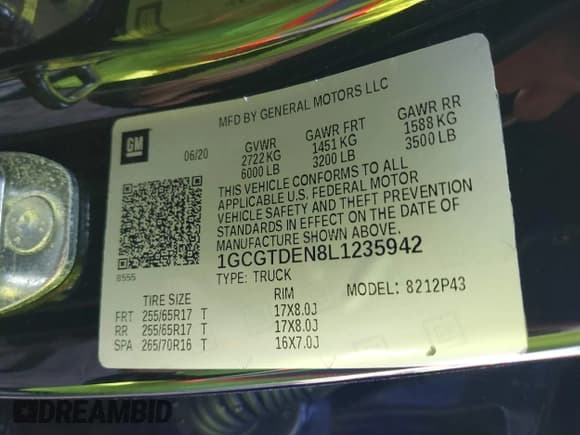 MFD BY GENERAL MOTORS LLC
GM
06/20
GVWR GAWR FRT GAWR RR
2722 KG 1451 KG 1588 KG
6000 LB 3200 LB 3500 LB
THIS VEHICLE CONFORMS TO ALL
APPLICABLE U.S. FEDERAL MOTOR
VEHICLE SAFETY AND THEFT PREVENTION
STANDARDS IN EFFECT ON THE DATE OF
MANUFACTURE SHOWN ABOVE.
8555
1GCGTDEN8L1235942
TYPE: TRUCK
MODEL: 8212P43
TIRE SIZE RIM
FRT 255/65R17 T 17X8.0J
RR 255/65R17 T 17X8.0J
SPA 265/70R16 T 16X7.0J
DREAMBID